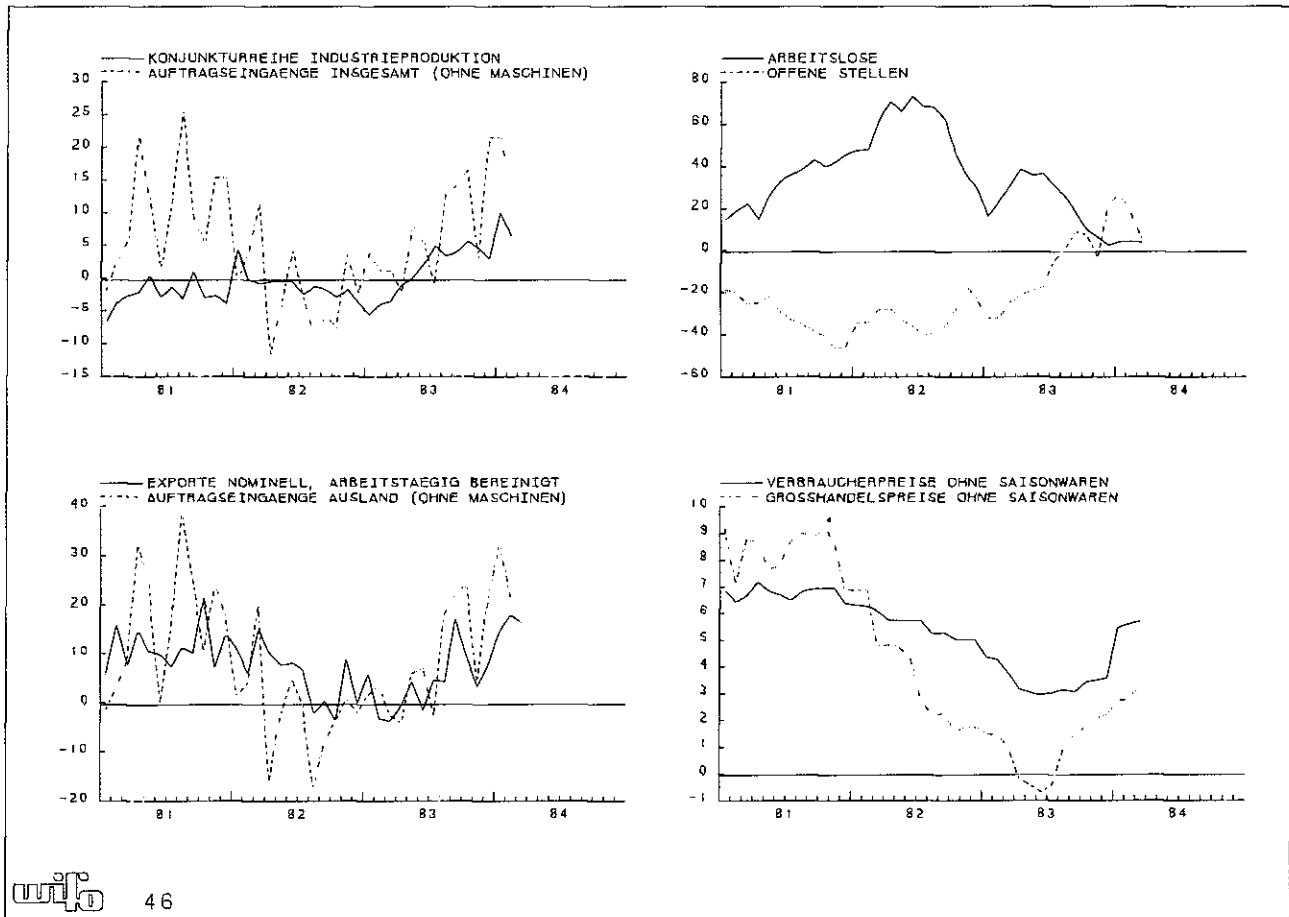 KONJUNKTURREIHE INDUSTRIEPRODUKTION
AUFTRAGSEINGAENGE INSGESAMT (OHNE MASCHINEN)
30
25
20
15
10
5
0
-5
-10
-15
81 82 83 84
ARBEITSLOSE
OFFENE STELLEN
80
60
40
20
0
-20
-40
-60
81 82 83 84
EXPORTE NOMINELL, ARBEITSTAEGIG BEREINIGT
AUFTRAGSEINGAENGE AUSLAND (OHNE MASCHINEN)
40
30
20
10
0
-10
-20
81 82 83 84
VERBRAUCHERPREISE OHNE SAISONWAREN
GROSSHANDELSPREISE OHNE SAISONWAREN
10
9
8
7
6
5
4
3
2
1
0
-1
81 82 83 84
wifo 46